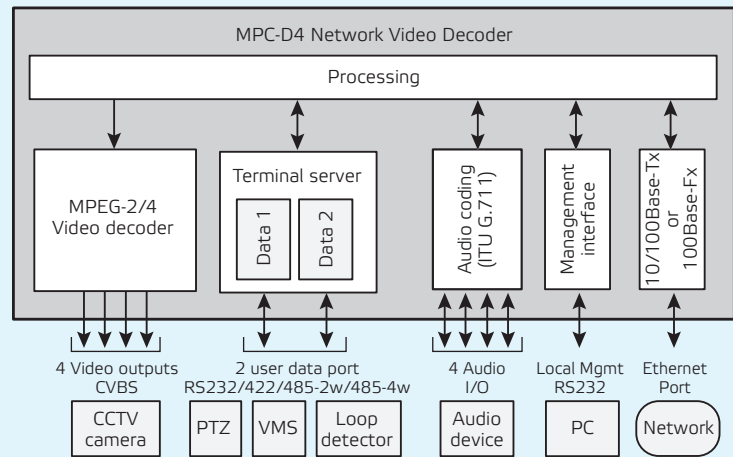 MPC-D4 Network Video Decoder
Processing
MPEG-2/4
Video decoder
Terminal server
Data 1
Data 2
Audio coding
(ITU G.711)
Management
interface
10/100Base-Tx
or
100Base-Fx
4 Video outputs
CVBS
2 user data port
RS232/422/485-2w/485-4w
4 Audio
I/O
Local Mgmt
RS232
Ethernet
Port
CCTV
camera
PTZ
VMS
Loop
detector
Audio
device
PC
Network